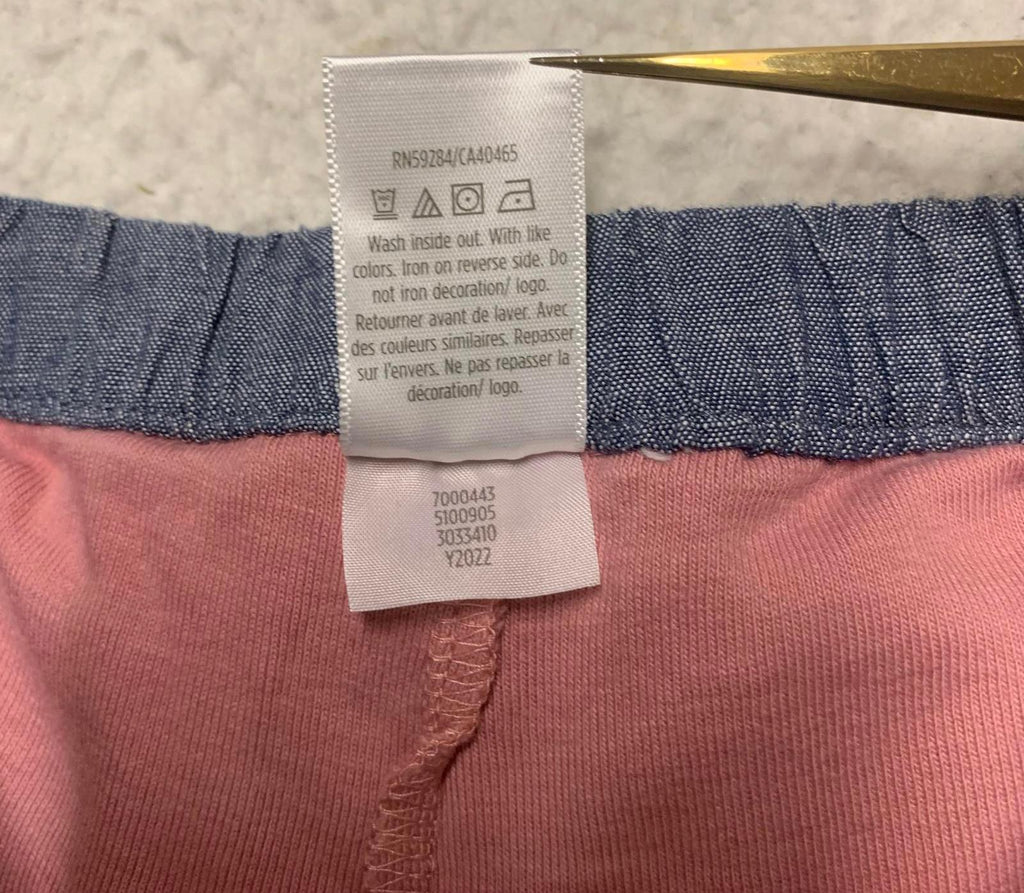 RN59284/CA40465
Wash inside out. With like
colors. Iron on reverse side. Do
not iron decoration/ logo.
Retourner avant de laver. Avec
des couleurs similaires. Repasser
sur l'envers. Ne pas repasser la
décoration/ logo.
7000443
5100905
3033410
Y2022